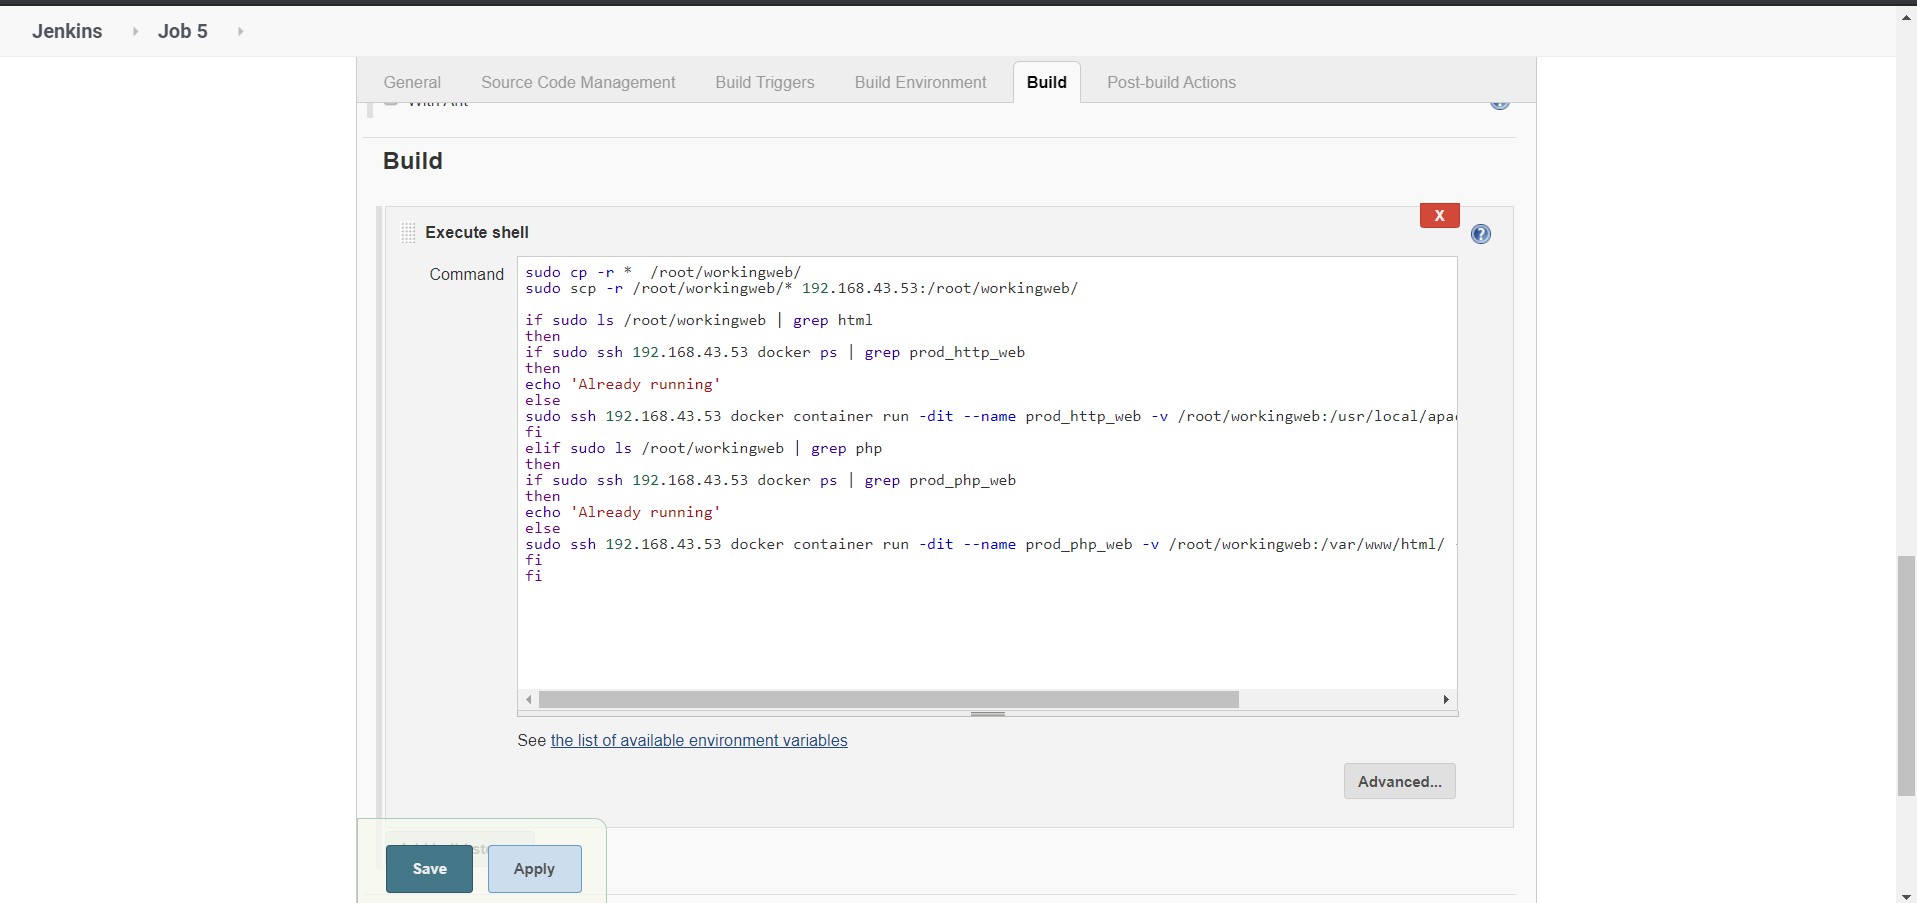 Jenkins Job 5
General Source Code Management Build Triggers Build Environment Build Post-build Actions
With Ant
Build
X
Execute shell
Command
sudo cp -r *  /root/workingweb/
sudo scp -r /root/workingweb/* 192.168.43.53:/root/workingweb/
if sudo ls /root/workingweb | grep html
then
if sudo ssh 192.168.43.53 docker ps | grep prod_http_web
then
echo 'Already running'
else
sudo ssh 192.168.43.53 docker container run -dit --name prod_http_web -v /root/workingweb:/usr/local/apa
fi
elif sudo ls /root/workingweb | grep php
then
if sudo ssh 192.168.43.53 docker ps | grep prod_php_web
then
echo 'Already running'
else
sudo ssh 192.168.43.53 docker container run -dit --name prod_php_web -v /root/workingweb:/var/www/html/ -
fi
fi
See the list of available environment variables
Advanced...
Save Apply